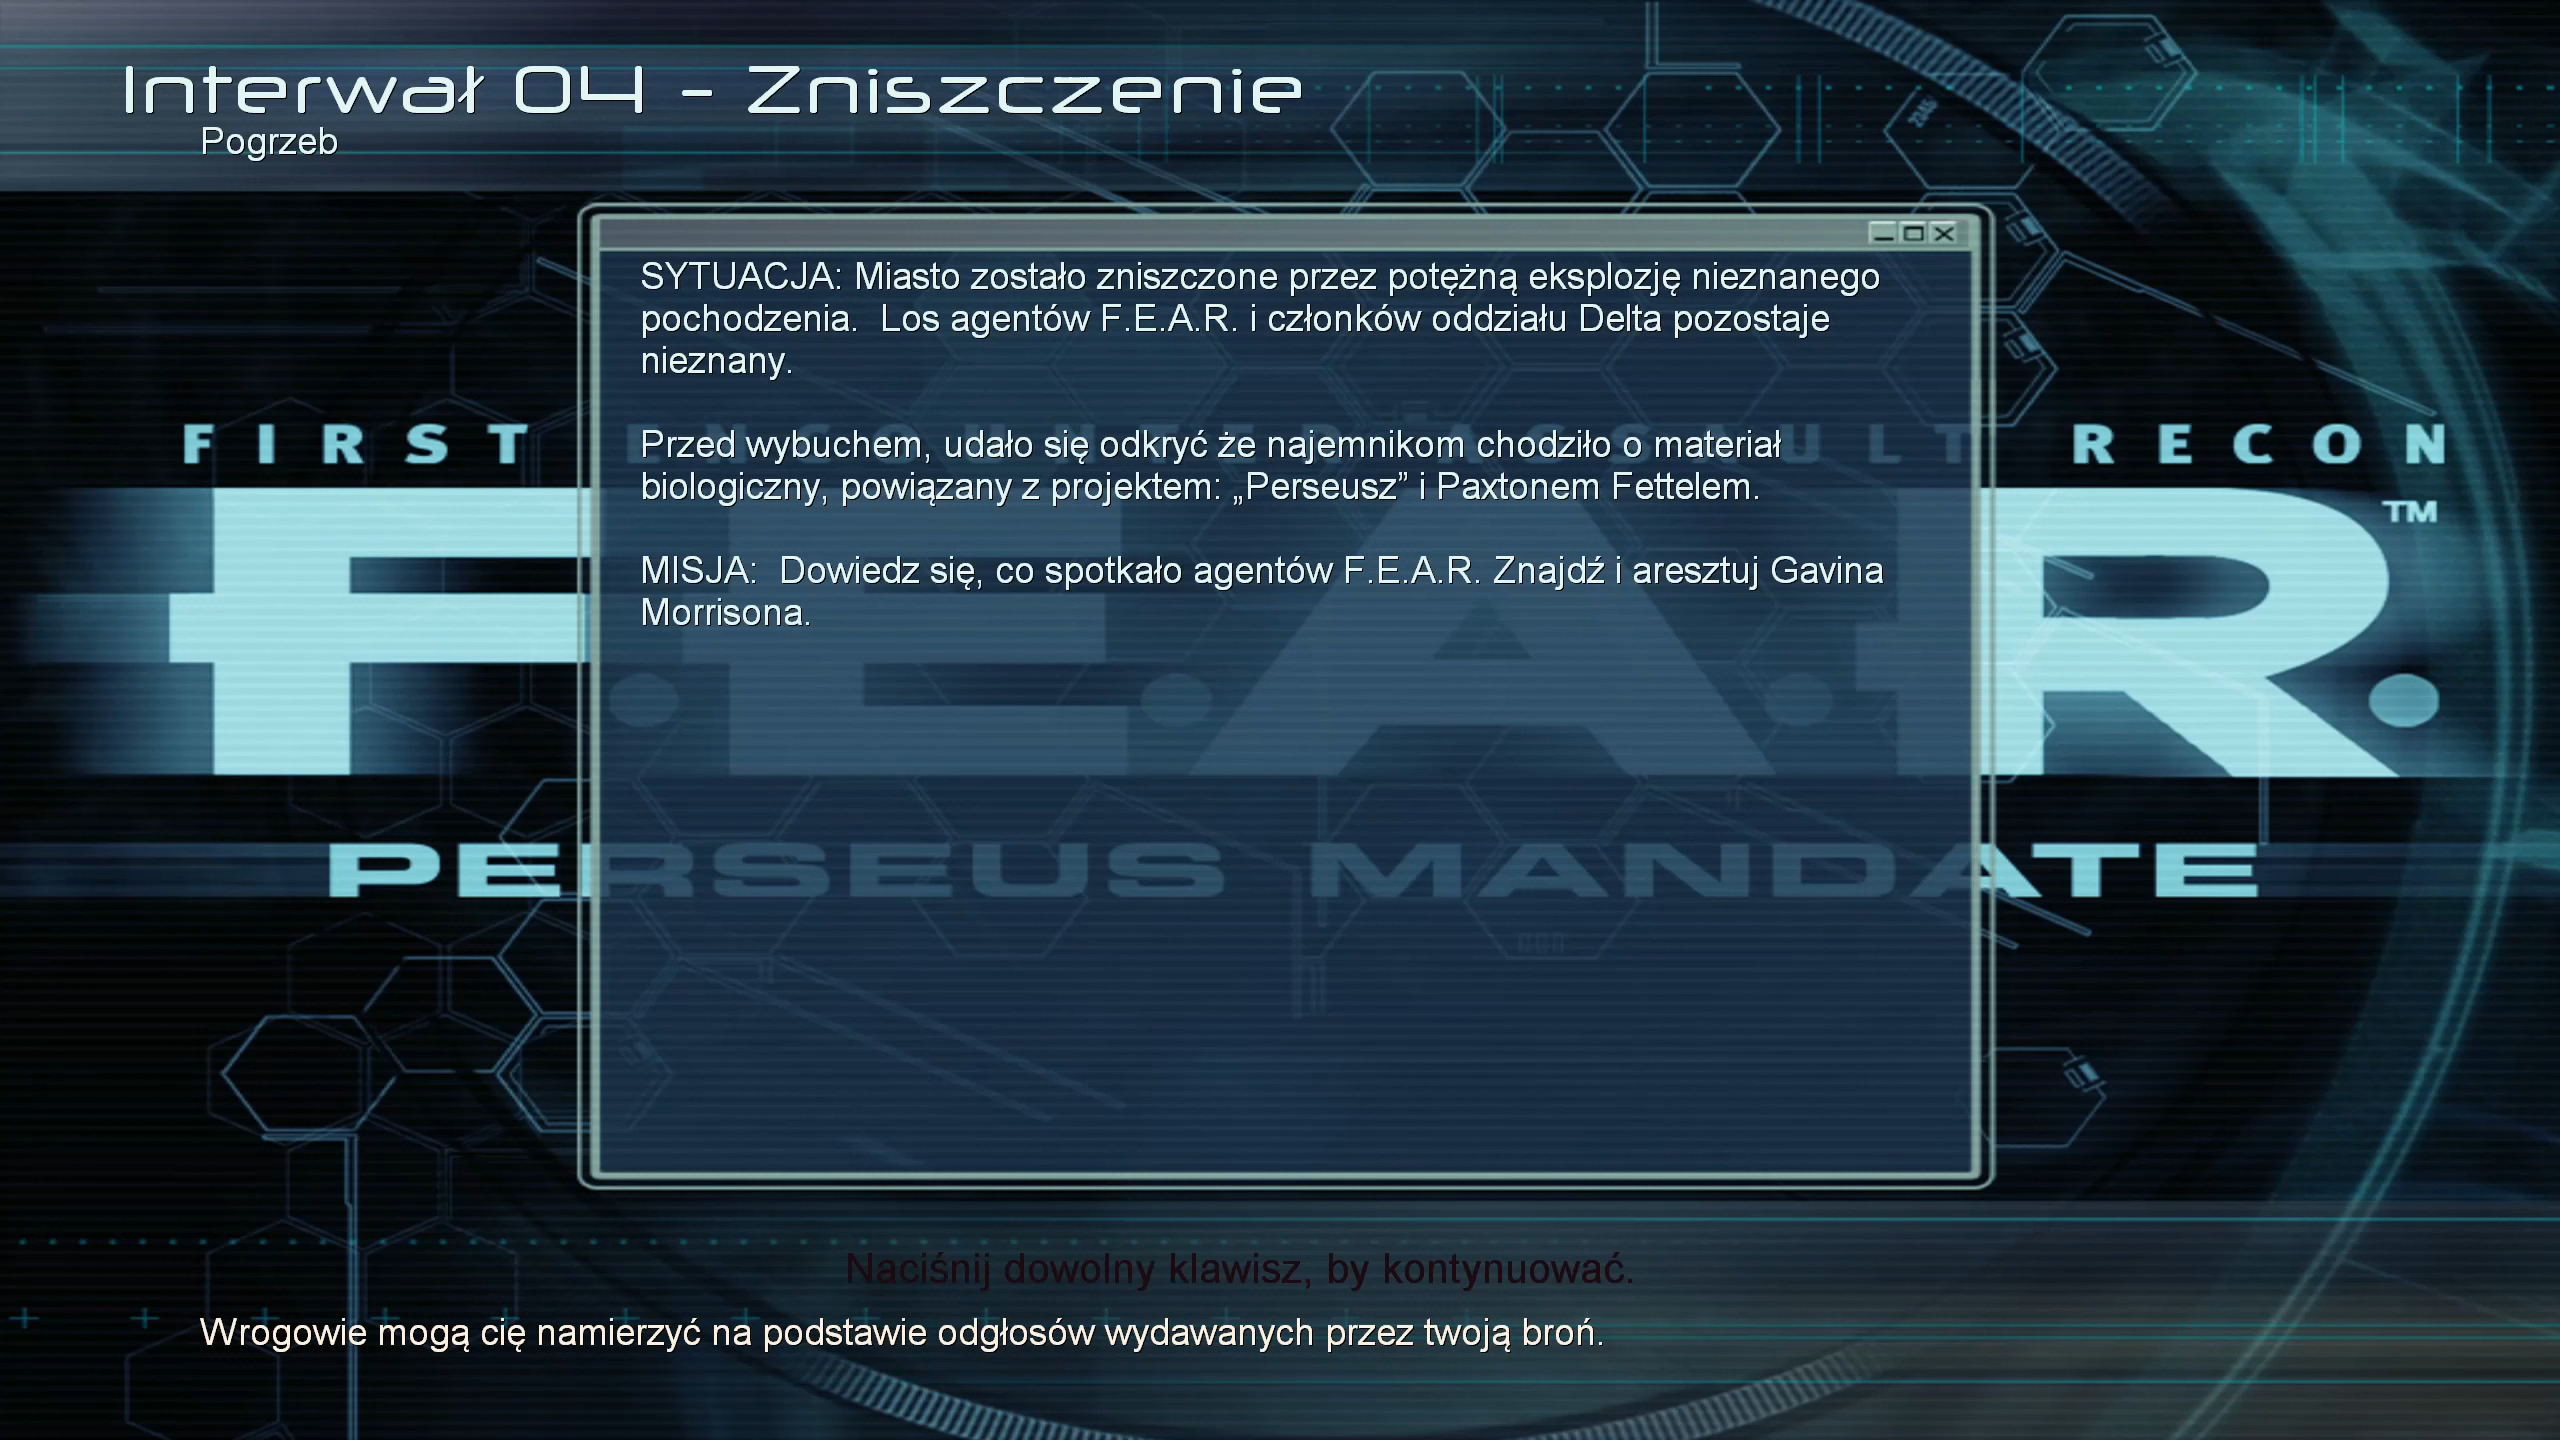 Interwał 04 - Zniszczenie
Pogrzeb
SYTUACJA: Miasto zostało zniszczone przez potężną eksplozję nieznanego
pochodzenia.  Los agentów F.E.A.R. i członków oddziału Delta pozostaje
nieznany.
Przed wybuchem, udało się odkryć że najemnikom chodziło o materiał
biologiczny, powiązany z projektem: „Perseusz” i Paxtonem Fettelem.
MISJA:  Dowiedz się, co spotkało agentów F.E.A.R. Znajdź i aresztuj Gavina
Morrisona.
FIRST ENCOUNTER ASSAULT RECON
F.E.A.R.™
PERSEUS MANDATE
Naciśnij dowolny klawisz, by kontynuować.
Wrogowie mogą cię namierzyć na podstawie odgłosów wydawanych przez twoją broń.